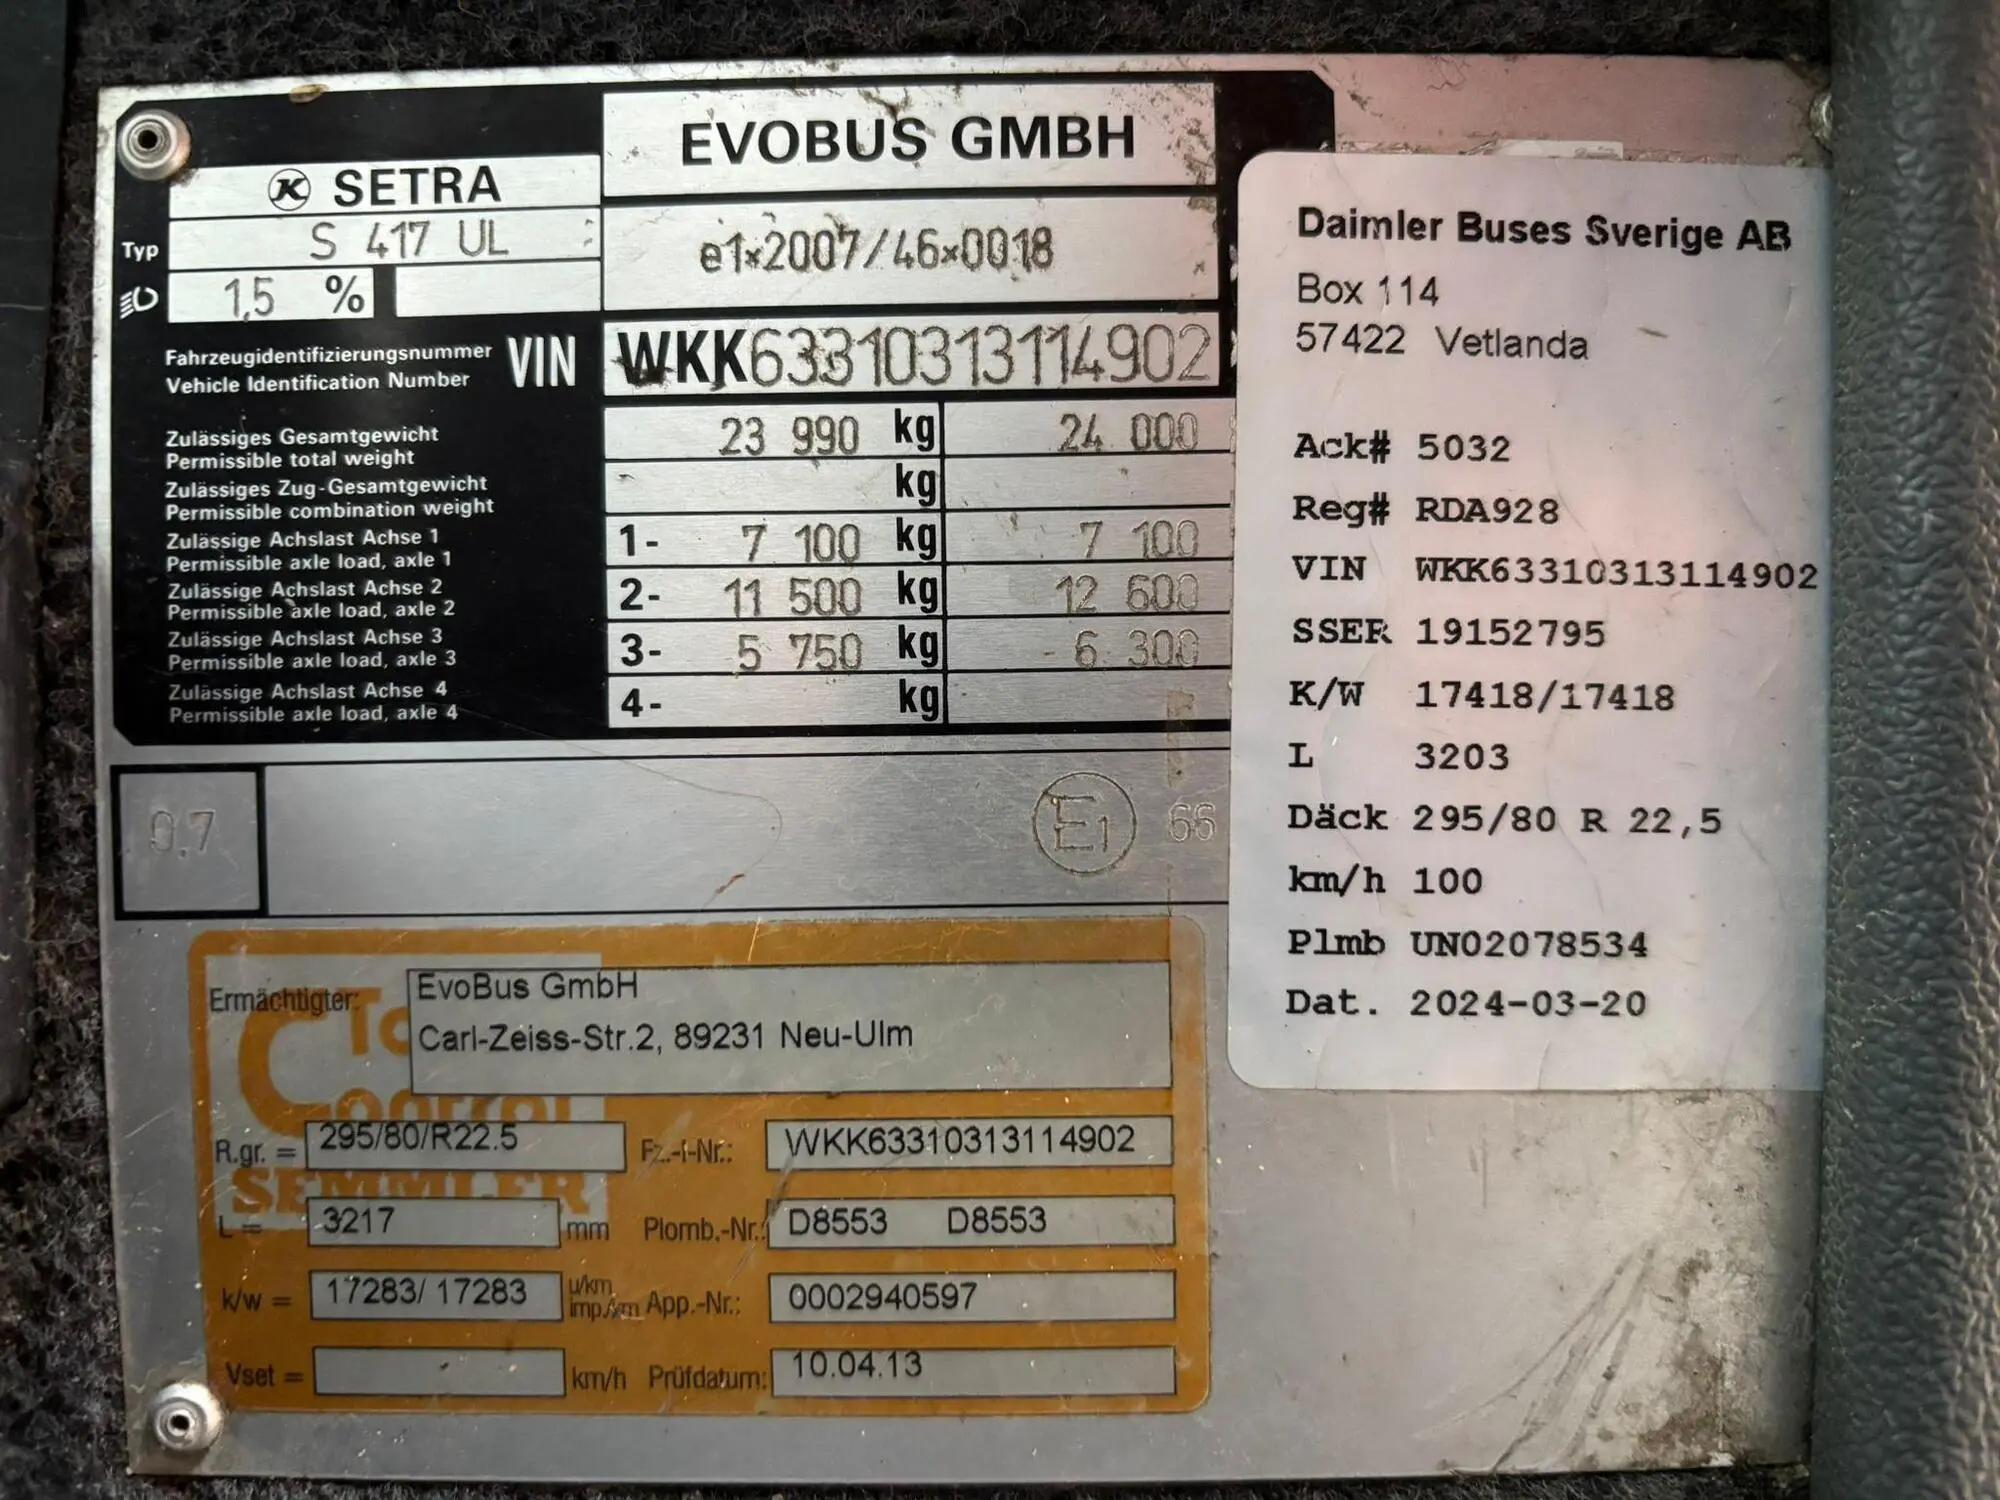 EVOBUS GMBH
K SETRA
Typ S 417 UL
e1*2007/46*0018
1,5 %
Fahrzeugidentifizierungsnummer
Vehicle Identification Number
VIN WKK63310313114902
Zulässiges Gesamtgewicht
Permissible total weight
23 990 kg 24 000
Zulässiges Zug-Gesamtgewicht
Permissible combination weight
kg
Zulässige Achslast Achse 1
Permissible axle load, axle 1
1- 7 100 kg 7 100
Zulässige Achslast Achse 2
Permissible axle load, axle 2
2- 11 500 kg 12 600
Zulässige Achslast Achse 3
Permissible axle load, axle 3
3- 5 750 kg 6 300
Zulässige Achslast Achse 4
Permissible axle load, axle 4
4- kg
0.7
E1 66
Daimler Buses Sverige AB
Box 114
57422 Vetlanda
Ack# 5032
Reg# RDA928
VIN WKK63310313114902
SSER 19152795
K/W 17418/17418
L 3203
Däck 295/80 R 22,5
km/h 100
Plmb UN02078534
Dat. 2024-03-20
Ermächtigter: EvoBus GmbH
Carl-Zeiss-Str.2, 89231 Neu-Ulm
Control
SEMMLER
R.gr. = 295/80/R22.5 Fz.-I-Nr.: WKK63310313114902
L = 3217 mm Plomb.-Nr.: D8553 D8553
k/w = 17283/ 17283 u/km imp./km App.-Nr.: 0002940597
Vset = km/h Prüfdatum: 10.04.13